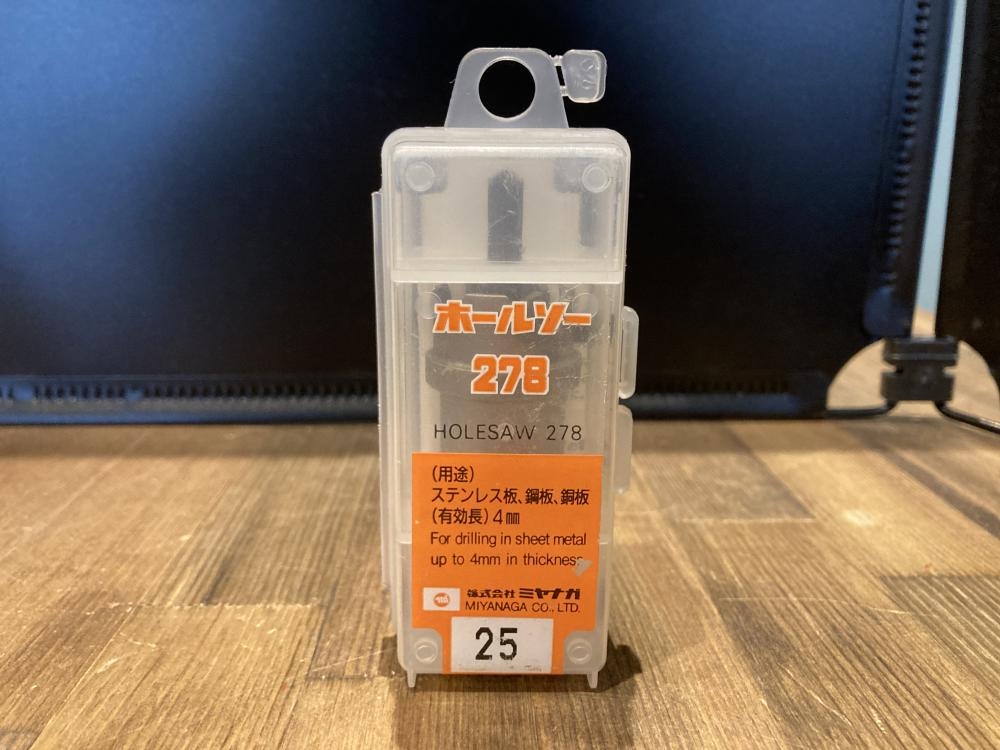 ホールソー
278
HOLESAW 278
(用途)
ステンレス板、鋼板、銅板
(有効長)4㎜
For drilling in sheet metal
up to 4mm in thickness
株式会社 ミヤナガ
MIYANAGA CO., LTD.
25